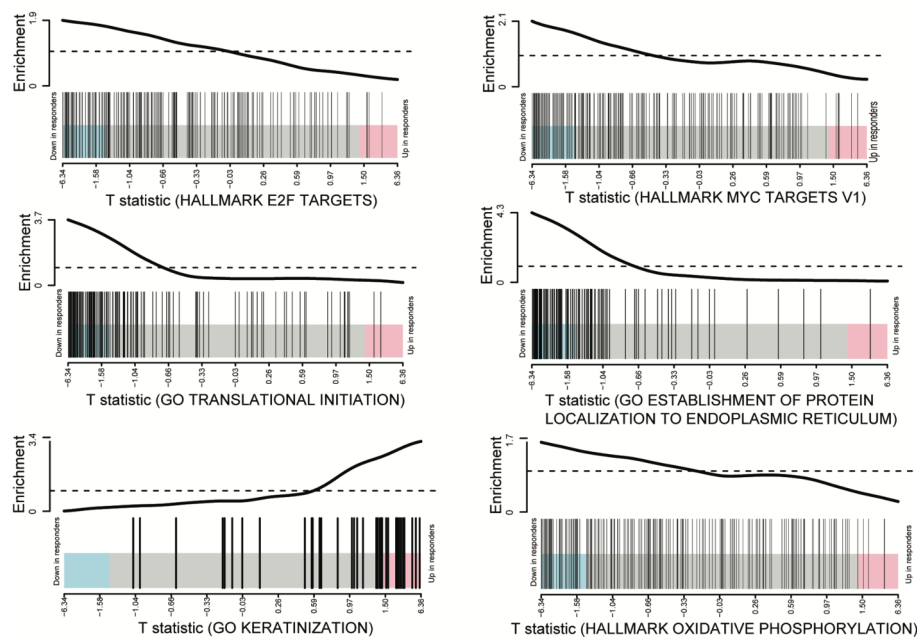 Enrichment
1.9
0
Down in responders
Up in responders
-6.34 -1.58 -1.04 -0.66 -0.33 -0.03 0.26 0.59 0.97 1.50 6.36
T statistic (HALLMARK E2F TARGETS)
Enrichment
2.1
0
Down in responders
Up in responders
-6.34 -1.58 -1.04 -0.66 -0.33 -0.03 0.26 0.59 0.97 1.50 6.36
T statistic (HALLMARK MYC TARGETS V1)
Enrichment
3.7
0
Down in responders
Up in responders
-6.34 -1.58 -1.04 -0.66 -0.33 -0.03 0.26 0.59 0.97 1.50 6.36
T statistic (GO TRANSLATIONAL INITIATION)
Enrichment
4.3
0
Down in responders
Up in responders
-6.34 -1.58 -1.04 -0.66 -0.33 -0.03 0.26 0.59 0.97 1.50 6.36
T statistic (GO ESTABLISHMENT OF PROTEIN
LOCALIZATION TO ENDOPLASMIC RETICULUM)
Enrichment
3.4
0
Down in responders
Up in responders
-6.34 -1.58 -1.04 -0.66 -0.33 -0.03 0.26 0.59 0.97 1.50 6.36
T statistic (GO KERATINIZATION)
Enrichment
1.7
0
Down in responders
Up in responders
-6.34 -1.58 -1.04 -0.66 -0.33 -0.03 0.26 0.59 0.97 1.50 6.36
T statistic (HALLMARK OXIDATIVE PHOSPHORYLATION)